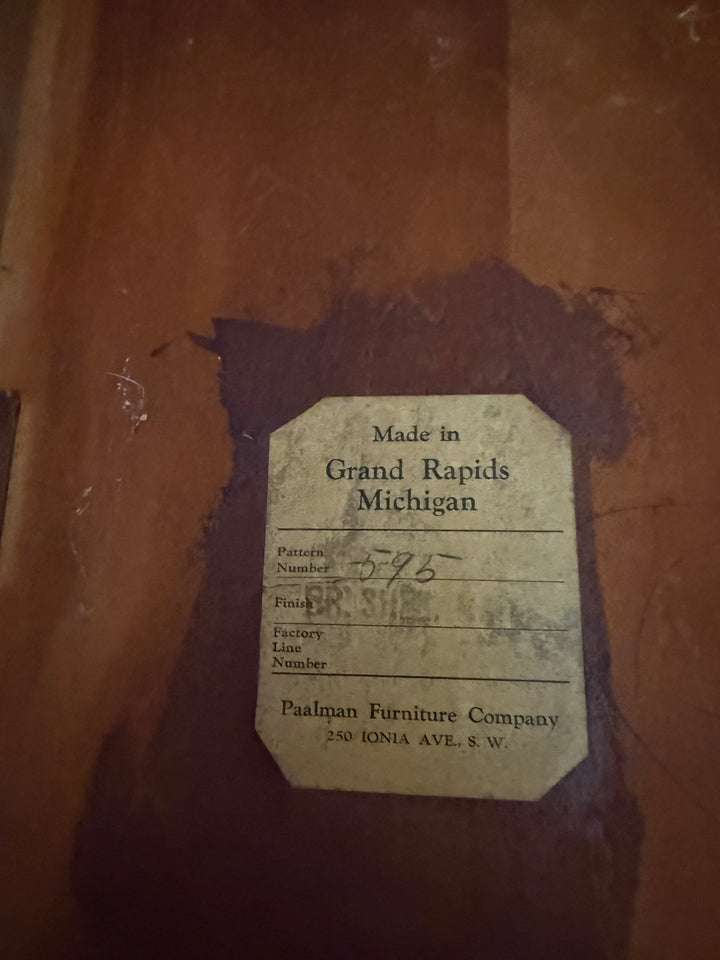 Made in
Grand Rapids
Michigan
Pattern
Number 595
Finish
Factory
Line
Number
Paalman Furniture Company
250 IONIA AVE., S. W.